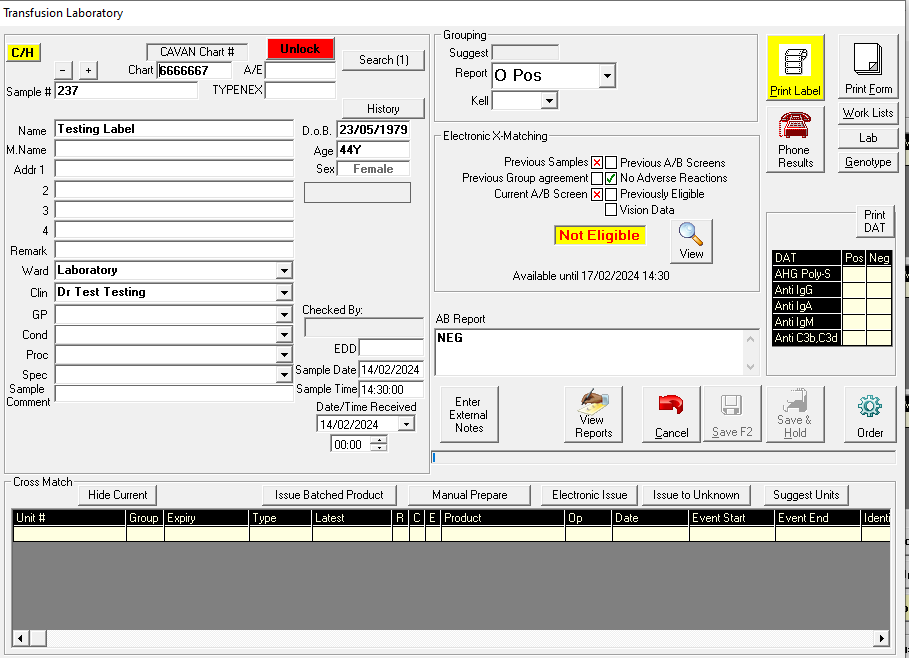 Transfusion Laboratory
C/H
CAVAN Chart #
Unlock
Search (1)
- +
Chart 6666667
A/E
Sample # 237
TYPENEX
History
Name Testing Label
D.o.B. 23/05/1979
M.Name
Age 44Y
Addr 1
Sex Female
2
3
4
Remark
Ward Laboratory
Clin Dr Test Testing
GP
Checked By:
Cond
EDD
Proc
Sample Date 14/02/2024
Spec
Sample Time 14:30:00
Sample
Comment
Date/Time Received
14/02/2024
00:00
Grouping
Suggest
Report O Pos
Kell
Electronic X-Matching
Previous Samples Previous A/B Screens
Previous Group agreement No Adverse Reactions
Current A/B Screen Previously Eligible
Vision Data
Not Eligible
View
Available until 17/02/2024 14:30
AB Report
NEG
Print Label
Print Form
Phone
Results
Work Lists
Lab
Genotype
Print
DAT
DAT Pos Neg
AHG Poly-S
Anti IgG
Anti IgA
Anti IgM
Anti C3b,C3d
Enter
External
Notes
View
Reports
Cancel
Save F2
Save &
Hold
Order
Cross Match
Hide Current
Issue Batched Product
Manual Prepare
Electronic Issue
Issue to Unknown
Suggest Units
Unit # Group Expiry Type Latest R C E Product Op Date Event Start Event End